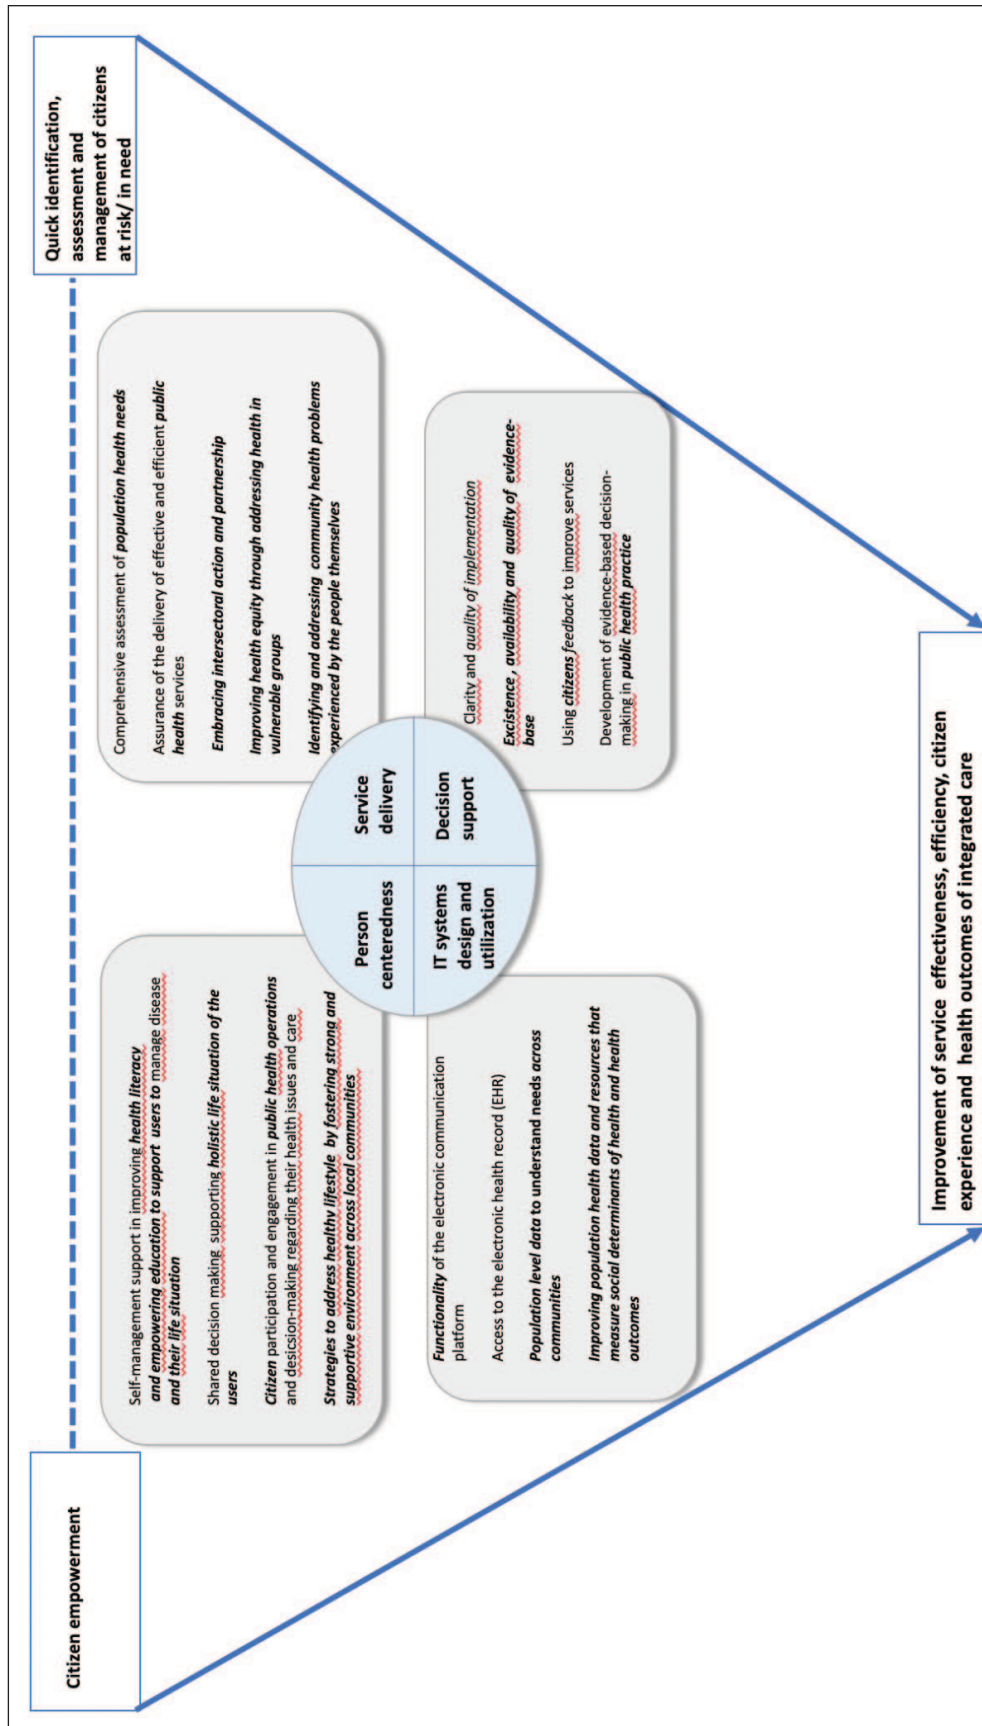 Citizen empowerment
Quick identification,
assessment and
management of citizens
at risk/ in need
Self-management support in improving health literacy
and empowering education to support users to manage disease
and their life situation
Shared decision making supporting holistic life situation of the
users
Citizen participation and engagement in public health operations
and desicsion-making regarding their health issues and care
Strategies to address healthy lifestyle by fostering strong and
supportive environment across local communities
Comprehensive assessment of population health needs
Assurance of the delivery of effective and efficient public
health services
Embracing intersectoral action and partnership
Improving health equity through addressing health in
vulnerable groups
Identifying and addressing community health problems
experienced by the people themselves
Person
centeredness
Service
delivery
IT systems
design and
utilization
Decision
support
Functionality of the electronic communication
platform
Access to the electronic health record (EHR)
Population level data to understand needs across
communities
Improving population health data and resources that
measure social determinants of health and health
outcomes
Clarity and quality of implementation
Excistence , availability and quality of evidence-
base
Using citizens feedback to improve services
Development of evidence-based decision-
making in public health practice
Improvement of service effectiveness, efficiency, citizen
experience and health outcomes of integrated care